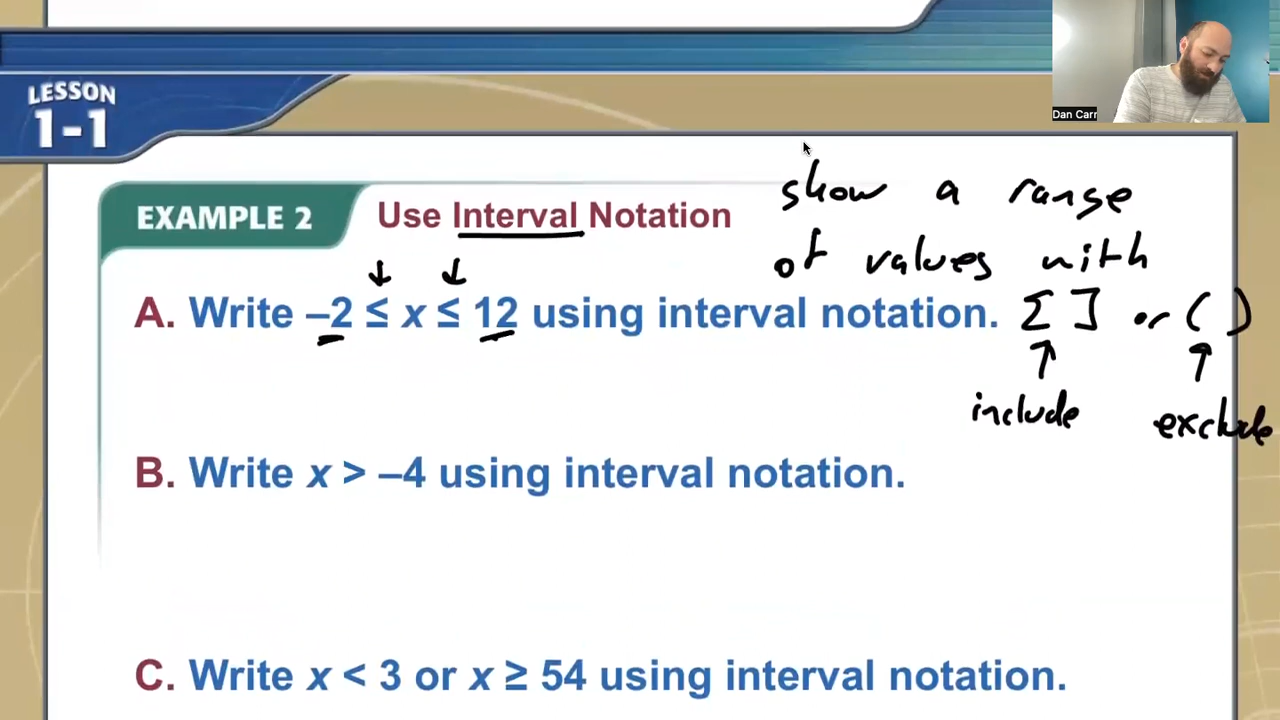 Dan Carr
LESSON
1-1
EXAMPLE 2
Use Interval Notation
show a range
of values with
[ ] or ( )
include
exclude
A. Write –2 ≤ x ≤ 12 using interval notation.
B. Write x > –4 using interval notation.
C. Write x < 3 or x ≥ 54 using interval notation.